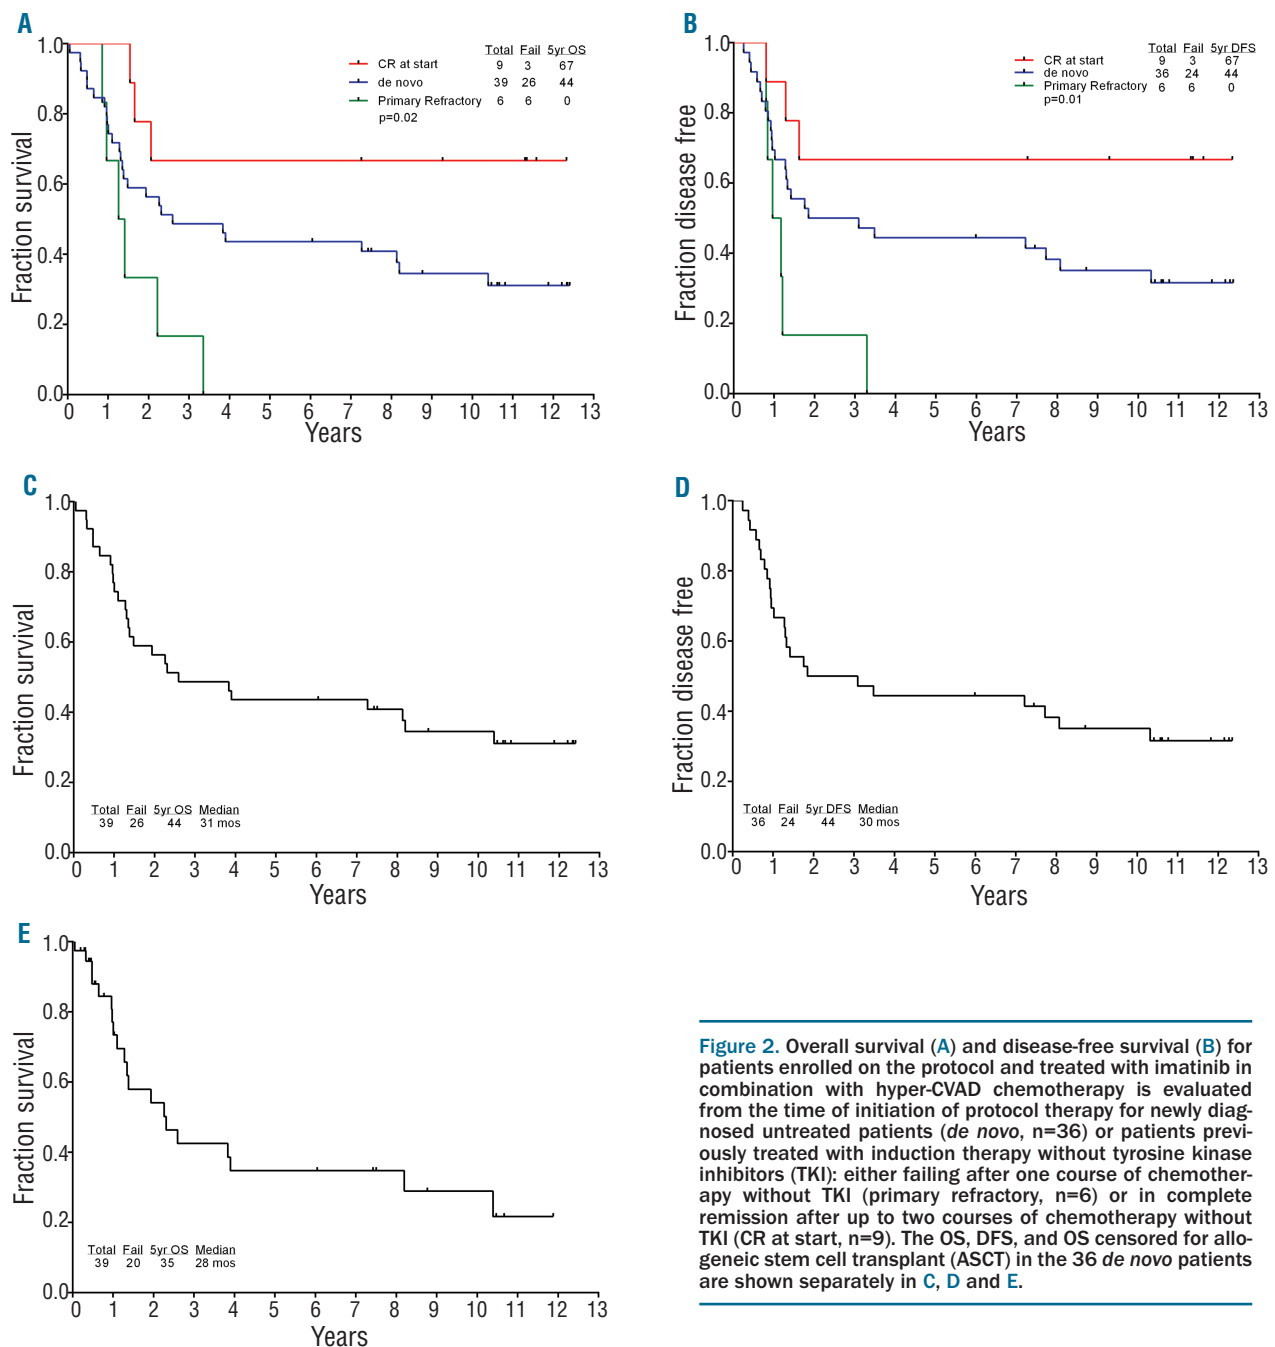 A
1.0
0.8
0.6
0.4
0.2
0.0
Fraction survival
0 1 2 3 4 5 6 7 8 9 10 11 12 13
Years
Total Fail 5yr OS
CR at start 9 3 67
de novo 39 26 44
Primary Refractory 6 6 0
p=0.02
B
1.0
0.8
0.6
0.4
0.2
0.0
Fraction disease free
0 1 2 3 4 5 6 7 8 9 10 11 12 13
Years
Total Fail 5yr DFS
CR at start 9 3 67
de novo 36 24 44
Primary Refractory 6 6 0
p=0.01
C
1.0
0.8
0.6
0.4
0.2
0.0
Fraction survival
Total Fail 5yr OS Median
39 26 44 31 mos
0 1 2 3 4 5 6 7 8 9 10 11 12 13
Years
D
1.0
0.8
0.6
0.4
0.2
0.0
Fraction disease free
Total Fail 5yr DFS Median
36 24 44 30 mos
0 1 2 3 4 5 6 7 8 9 10 11 12 13
Years
E
1.0
0.8
0.6
0.4
0.2
0.0
Fraction survival
Total Fail 5yr OS Median
39 20 35 28 mos
0 1 2 3 4 5 6 7 8 9 10 11 12 13
Years
Figure 2. Overall survival (A) and disease-free survival (B) for
patients enrolled on the protocol and treated with imatinib in
combination with hyper-CVAD chemotherapy is evaluated
from the time of initiation of protocol therapy for newly diag-
nosed untreated patients (de novo, n=36) or patients previ-
ously treated with induction therapy without tyrosine kinase
inhibitors (TKI): either failing after one course of chemother-
apy without TKI (primary refractory, n=6) or in complete
remission after up to two courses of chemotherapy without
TKI (CR at start, n=9). The OS, DFS, and OS censored for allo-
geneic stem cell transplant (ASCT) in the 36 de novo patients
are shown separately in C, D and E.